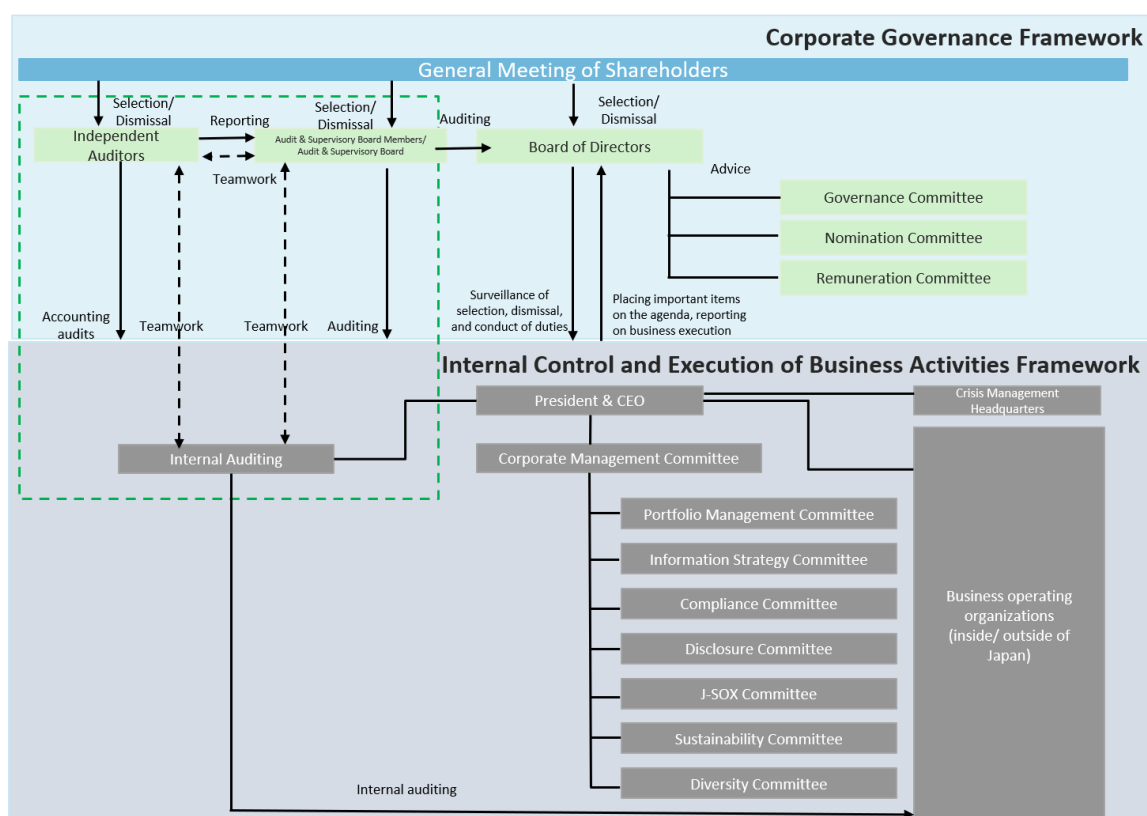 Corporate Governance Framework
General Meeting of Shareholders
Selection/
Dismissal
Selection/
Dismissal
Selection/
Dismissal
Independent
Auditors
Reporting
Teamwork
Audit & Supervisory Board Members/
Audit & Supervisory Board
Auditing
Board of Directors
Advice
Governance Committee
Nomination Committee
Remuneration Committee
Accounting
audits
Teamwork
Teamwork
Auditing
Surveillance of
selection, dismissal,
and conduct of duties
Placing important items
on the agenda, reporting
on business execution
Internal Control and Execution of Business Activities Framework
President & CEO
Crisis Management
Headquarters
Internal Auditing
Corporate Management Committee
Portfolio Management Committee
Information Strategy Committee
Compliance Committee
Disclosure Committee
J-SOX Committee
Sustainability Committee
Diversity Committee
Business operating
organizations
(inside/ outside of
Japan)
Internal auditing